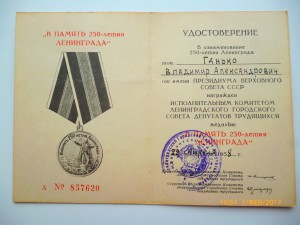 "В ПАМЯТЬ 250-летия
ЛЕНИНГРАДА"
А № 857620
УДОСТОВЕРЕНИЕ
В ознаменование
250-летия Ленинграда
Ганько
Владимир Александрович
от имени ПРЕЗИДИУМА ВЕРХОВНОГО
СОВЕТА СССР
награжден
ИСПОЛНИТЕЛЬНЫМ КОМИТЕТОМ
ЛЕНИНГРАДСКОГО ГОРОДСКОГО
СОВЕТА ДЕПУТАТОВ ТРУДЯЩИХСЯ
медалью
"В ПАМЯТЬ 250-летия
ЛЕНИНГРАДА"